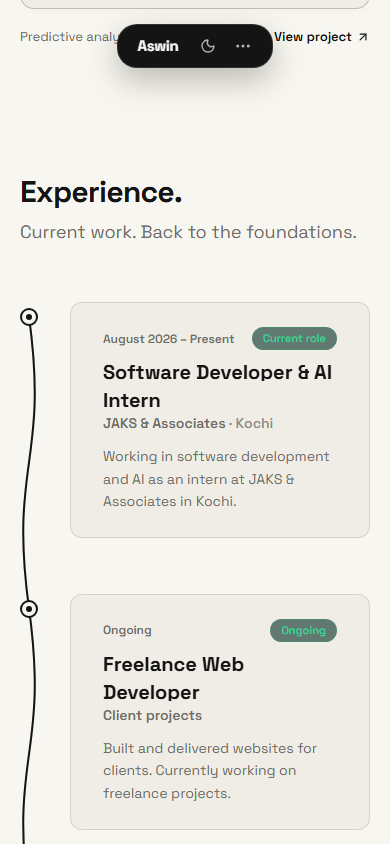 Predictive analy
Aswin
View project
Experience.
Current work. Back to the foundations.
August 2026 – Present
Current role
Software Developer & AI
Intern
JAKS & Associates · Kochi
Working in software development
and AI as an intern at JAKS &
Associates in Kochi.
Ongoing
Ongoing
Freelance Web
Developer
Client projects
Built and delivered websites for
clients. Currently working on
freelance projects.